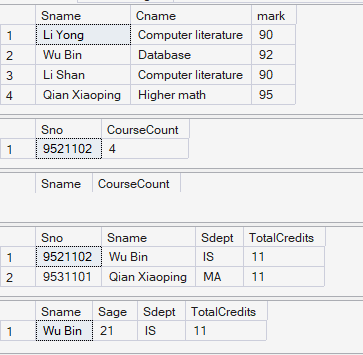 Sname Cname mark
1 Li Yong Computer literature 90
2 Wu Bin Database 92
3 Li Shan Computer literature 90
4 Qian Xiaoping Higher math 95
Sno CourseCount
1 9521102 4
Sname CourseCount
Sno Sname Sdept TotalCredits
1 9521102 Wu Bin IS 11
2 9531101 Qian Xiaoping MA 11
Sname Sage Sdept TotalCredits
1 Wu Bin 21 IS 11